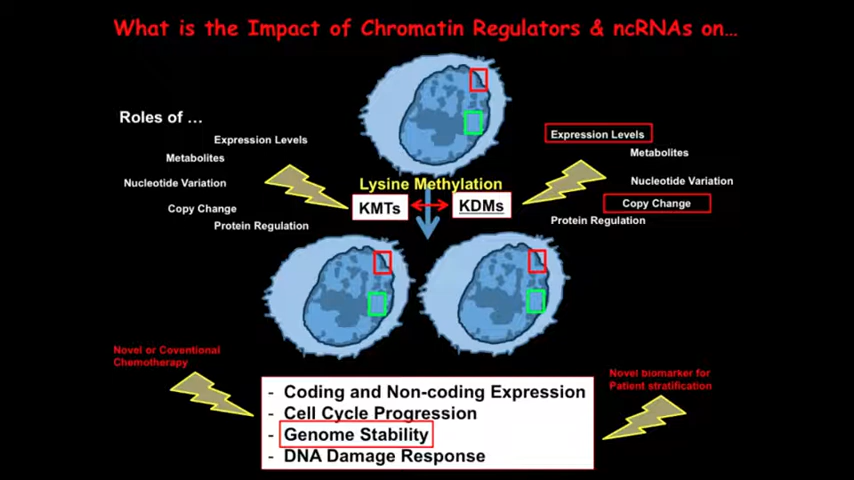 What is the Impact of Chromatin Regulators & ncRNAs on…
Roles of …
Expression Levels
Metabolites
Nucleotide Variation
Copy Change
Protein Regulation
Lysine Methylation
KMTs
KDMs
Expression Levels
Metabolites
Nucleotide Variation
Copy Change
Protein Regulation
Novel or Coventional
Chemotherapy
- Coding and Non-coding Expression
- Cell Cycle Progression
- Genome Stability
- DNA Damage Response
Novel biomarker for
Patient stratification